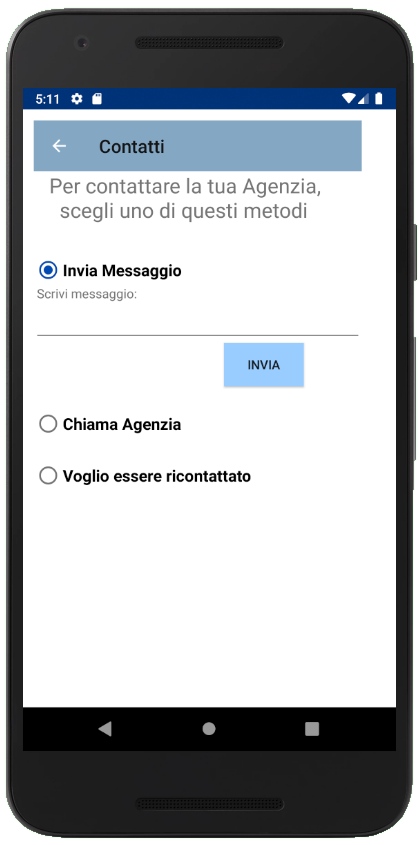 5:11
Contatti
Per contattare la tua Agenzia,
scegli uno di questi metodi
Invia Messaggio
Scrivi messaggio:
INVIA
Chiama Agenzia
Voglio essere ricontattato